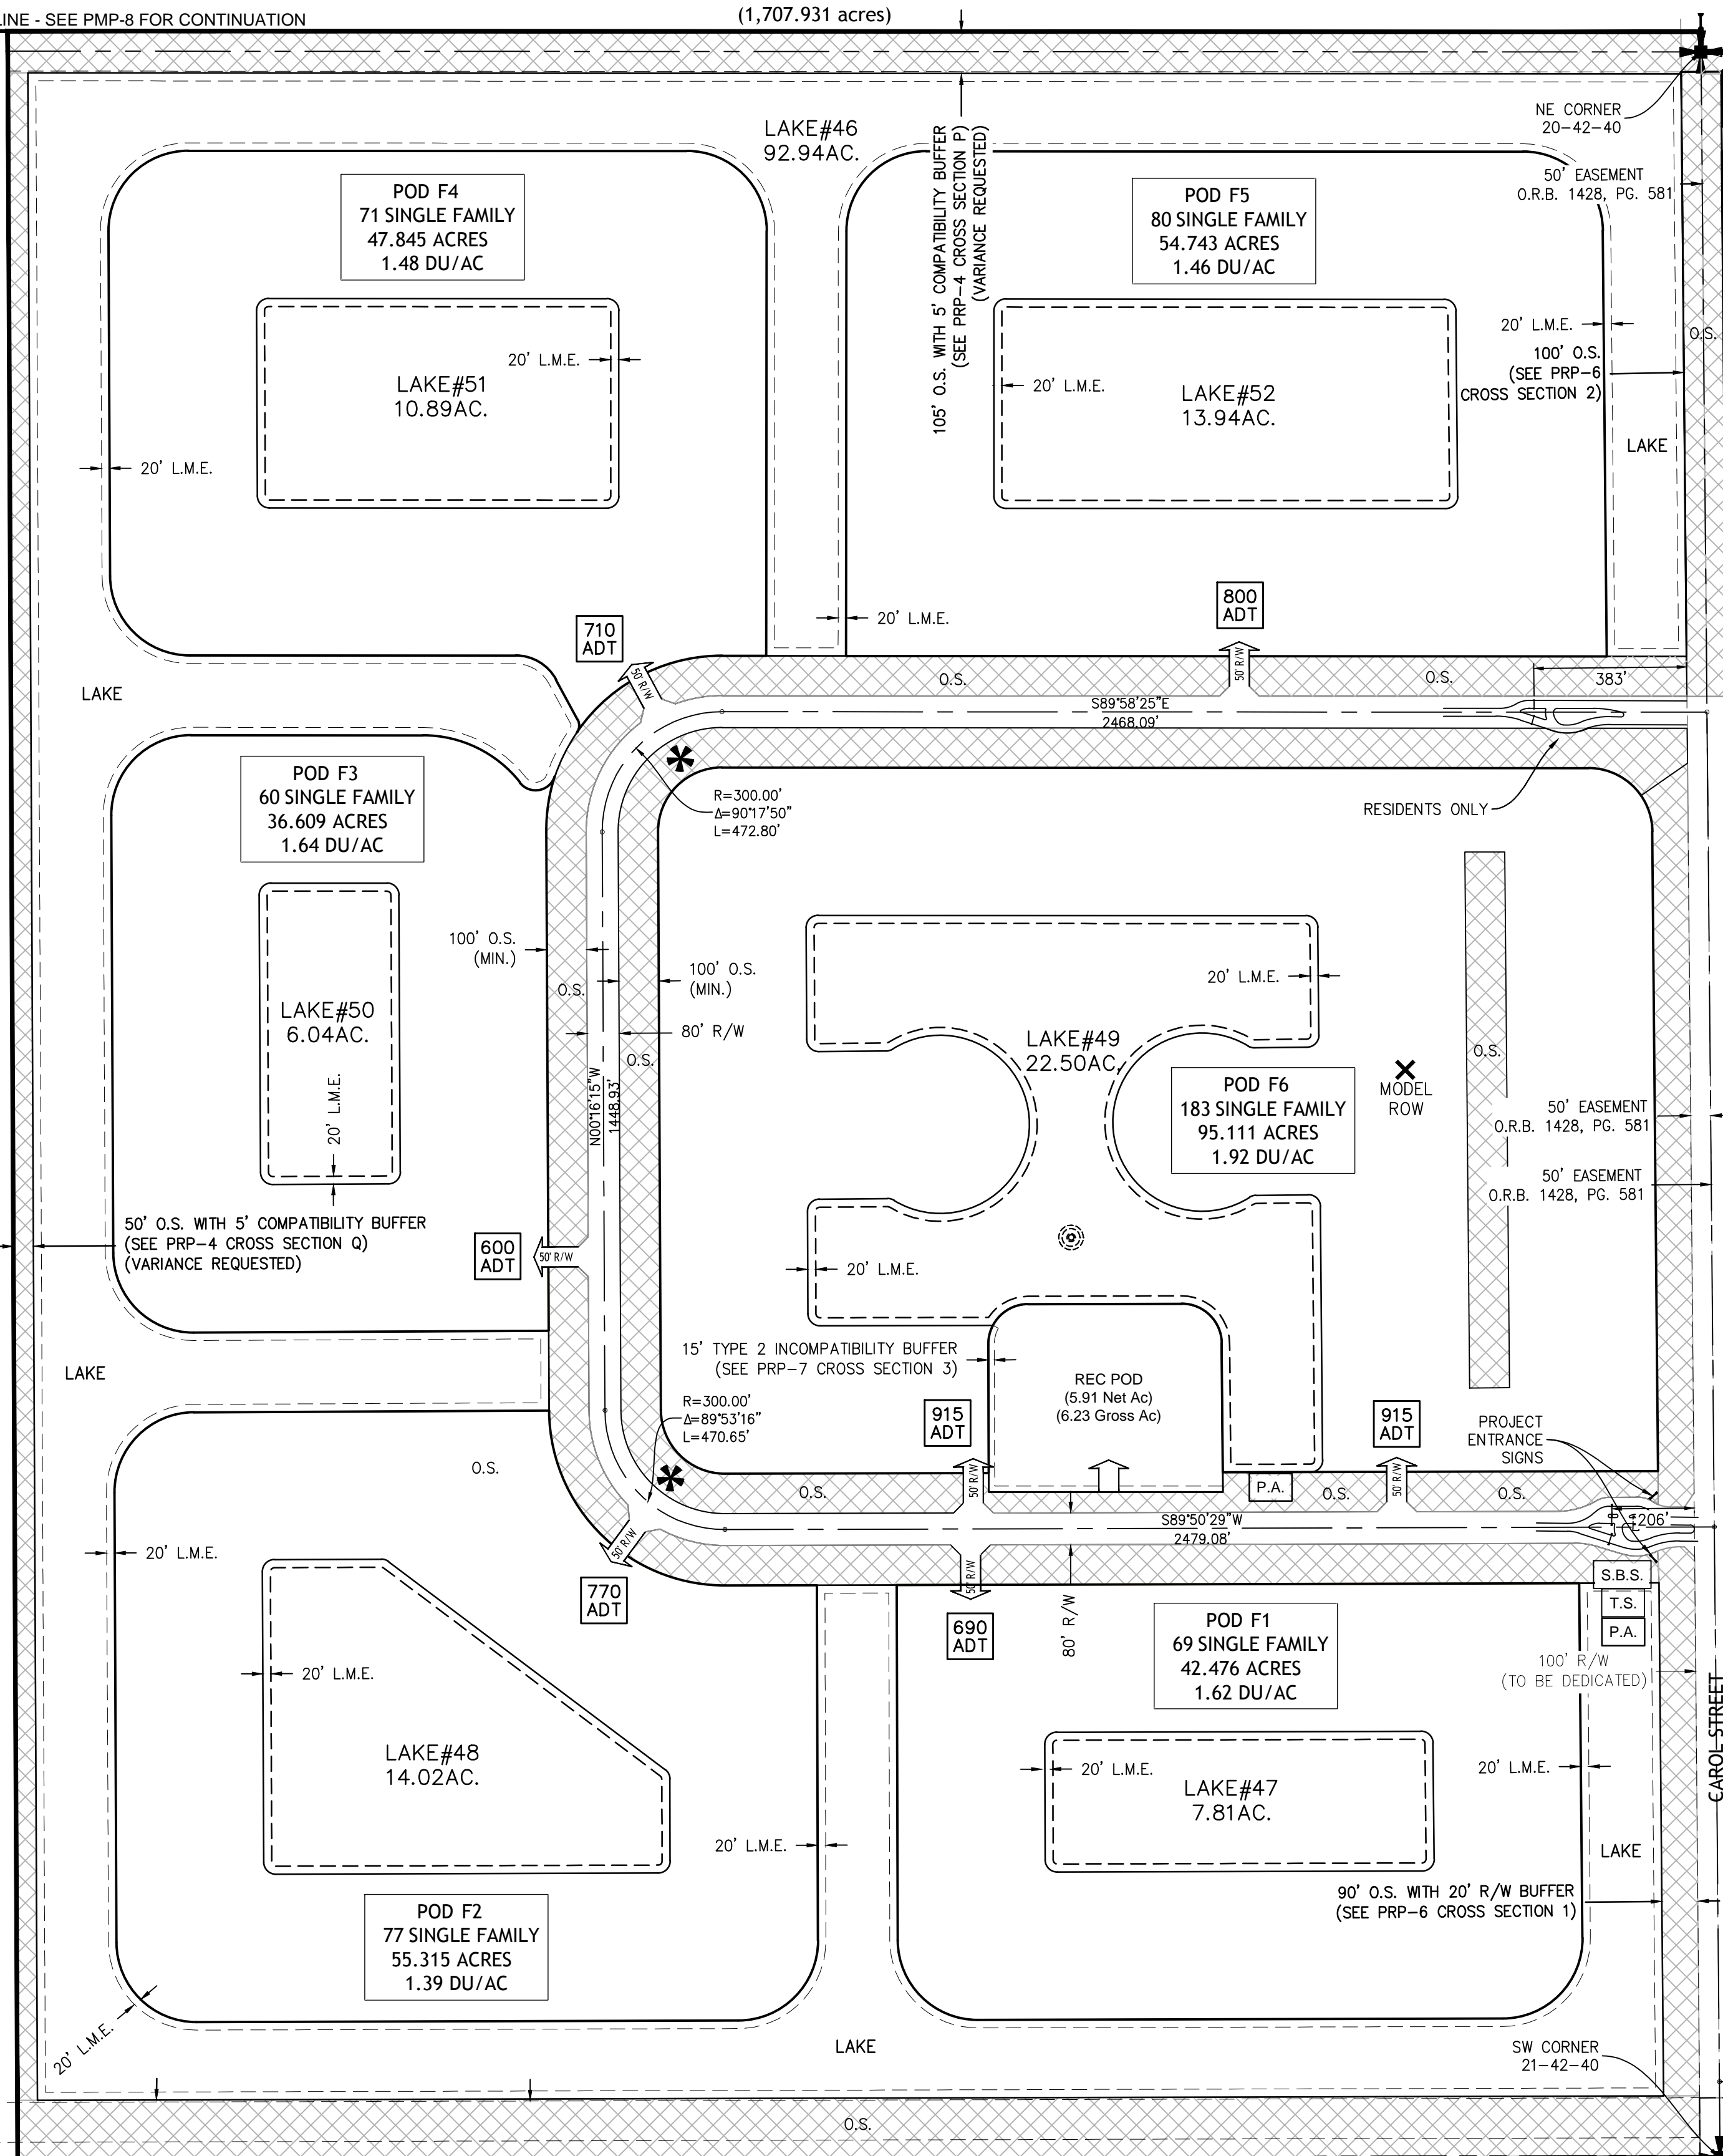 LINE - SEE PMP-8 FOR CONTINUATION
(1,707.931 acres)
NE CORNER
20-42-40
LAKE#46
92.94AC.
105' O.S. WITH 5' COMPATIBILITY BUFFER
(SEE PRP-4 CROSS SECTION P)
(VARIANCE REQUESTED)
50' EASEMENT
O.R.B. 1428, PG. 581
POD F4
71 SINGLE FAMILY
47.845 ACRES
1.48 DU/AC
POD F5
80 SINGLE FAMILY
54.743 ACRES
1.46 DU/AC
20' L.M.E.
O.S.
100' O.S.
(SEE PRP-6
CROSS SECTION 2)
20' L.M.E.
LAKE#51
10.89AC.
20' L.M.E.
LAKE#52
13.94AC.
LAKE
20' L.M.E.
800
ADT
20' L.M.E.
710
ADT
50' R/W
50' R/W
O.S.
O.S.
383'
LAKE
S89°58'25"E
2468.09'
POD F3
60 SINGLE FAMILY
36.609 ACRES
1.64 DU/AC
R=300.00'
Δ=90°17'50"
L=472.80'
RESIDENTS ONLY
100' O.S.
(MIN.)
100' O.S.
(MIN.)
20' L.M.E.
O.S.
LAKE#50
6.04AC.
80' R/W
O.S.
LAKE#49
22.50AC.
O.S.
MODEL
ROW
POD F6
183 SINGLE FAMILY
95.111 ACRES
1.92 DU/AC
20' L.M.E.
N00°16'15"W
1448.93'
50' EASEMENT
O.R.B. 1428, PG. 581
50' EASEMENT
O.R.B. 1428, PG. 581
50' O.S. WITH 5' COMPATIBILITY BUFFER
(SEE PRP-4 CROSS SECTION Q)
(VARIANCE REQUESTED)
600
ADT
50' R/W
20' L.M.E.
15' TYPE 2 INCOMPATIBILITY BUFFER
(SEE PRP-7 CROSS SECTION 3)
LAKE
REC POD
(5.91 Net Ac)
(6.23 Gross Ac)
R=300.00'
Δ=89°53'16"
L=470.65'
915
ADT
915
ADT
PROJECT
ENTRANCE
SIGNS
O.S.
50' R/W
50' R/W
O.S.
P.A.
O.S.
O.S.
S89°50'29"W
2479.08'
206'
50' R/W
50' R/W
20' L.M.E.
770
ADT
690
ADT
80' R/W
S.B.S.
T.S.
P.A.
POD F1
69 SINGLE FAMILY
42.476 ACRES
1.62 DU/AC
100' R/W
(TO BE DEDICATED)
20' L.M.E.
CAROL STREET
LAKE#48
14.02AC.
20' L.M.E.
LAKE#47
7.81AC.
20' L.M.E.
20' L.M.E.
LAKE
90' O.S. WITH 20' R/W BUFFER
(SEE PRP-6 CROSS SECTION 1)
POD F2
77 SINGLE FAMILY
55.315 ACRES
1.39 DU/AC
20' L.M.E.
LAKE
SW CORNER
21-42-40
O.S.